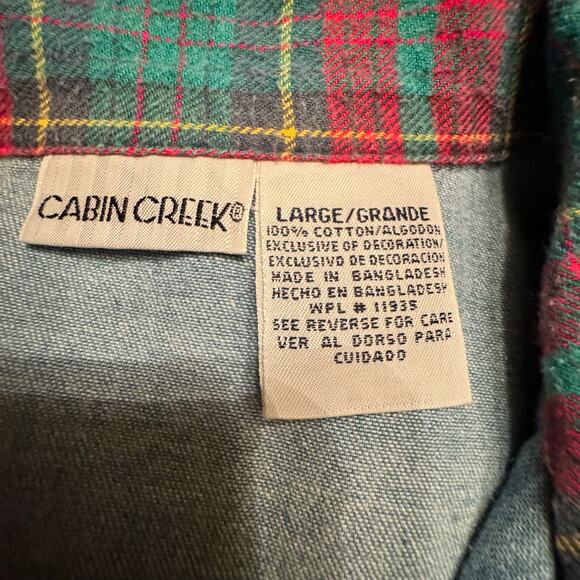 CABIN CREEK®
LARGE/GRANDE
100% COTTON/ALGODON
EXCLUSIVE OF DECORATION/
EXCLUSIVO DE DECORACION
MADE IN BANGLADESH
HECHO EN BANGLADESH
WPL # 11935
SEE REVERSE FOR CARE
VER AL DORSO PARA
CUIDADO